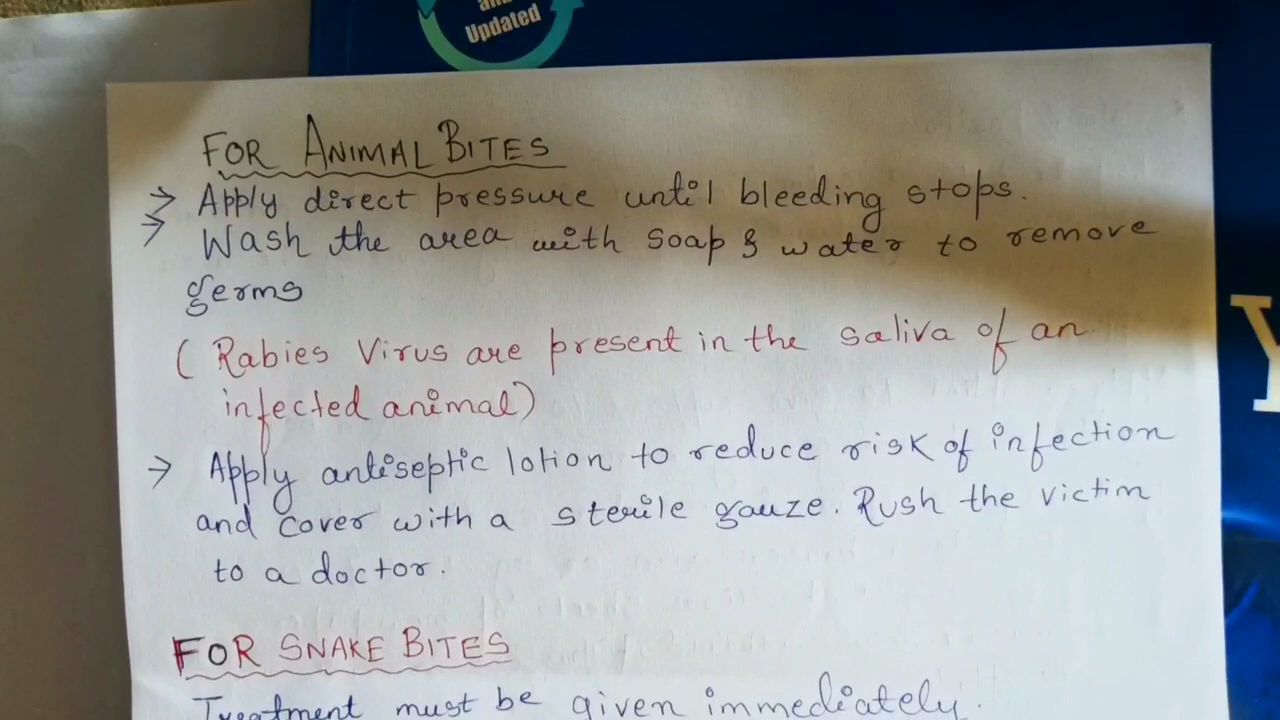 and
Updated
FOR ANIMAL BITES
→ Apply direct pressure until bleeding stops.
→ Wash the area with soap & water to remove
germs
( Rabies Virus are present in the saliva of an
infected animal)
→ Apply antiseptic lotion to reduce risk of infection
and cover with a sterile gauze. Rush the victim
to a doctor.
FOR SNAKE BITES
Treatment must be given immediately.
Y